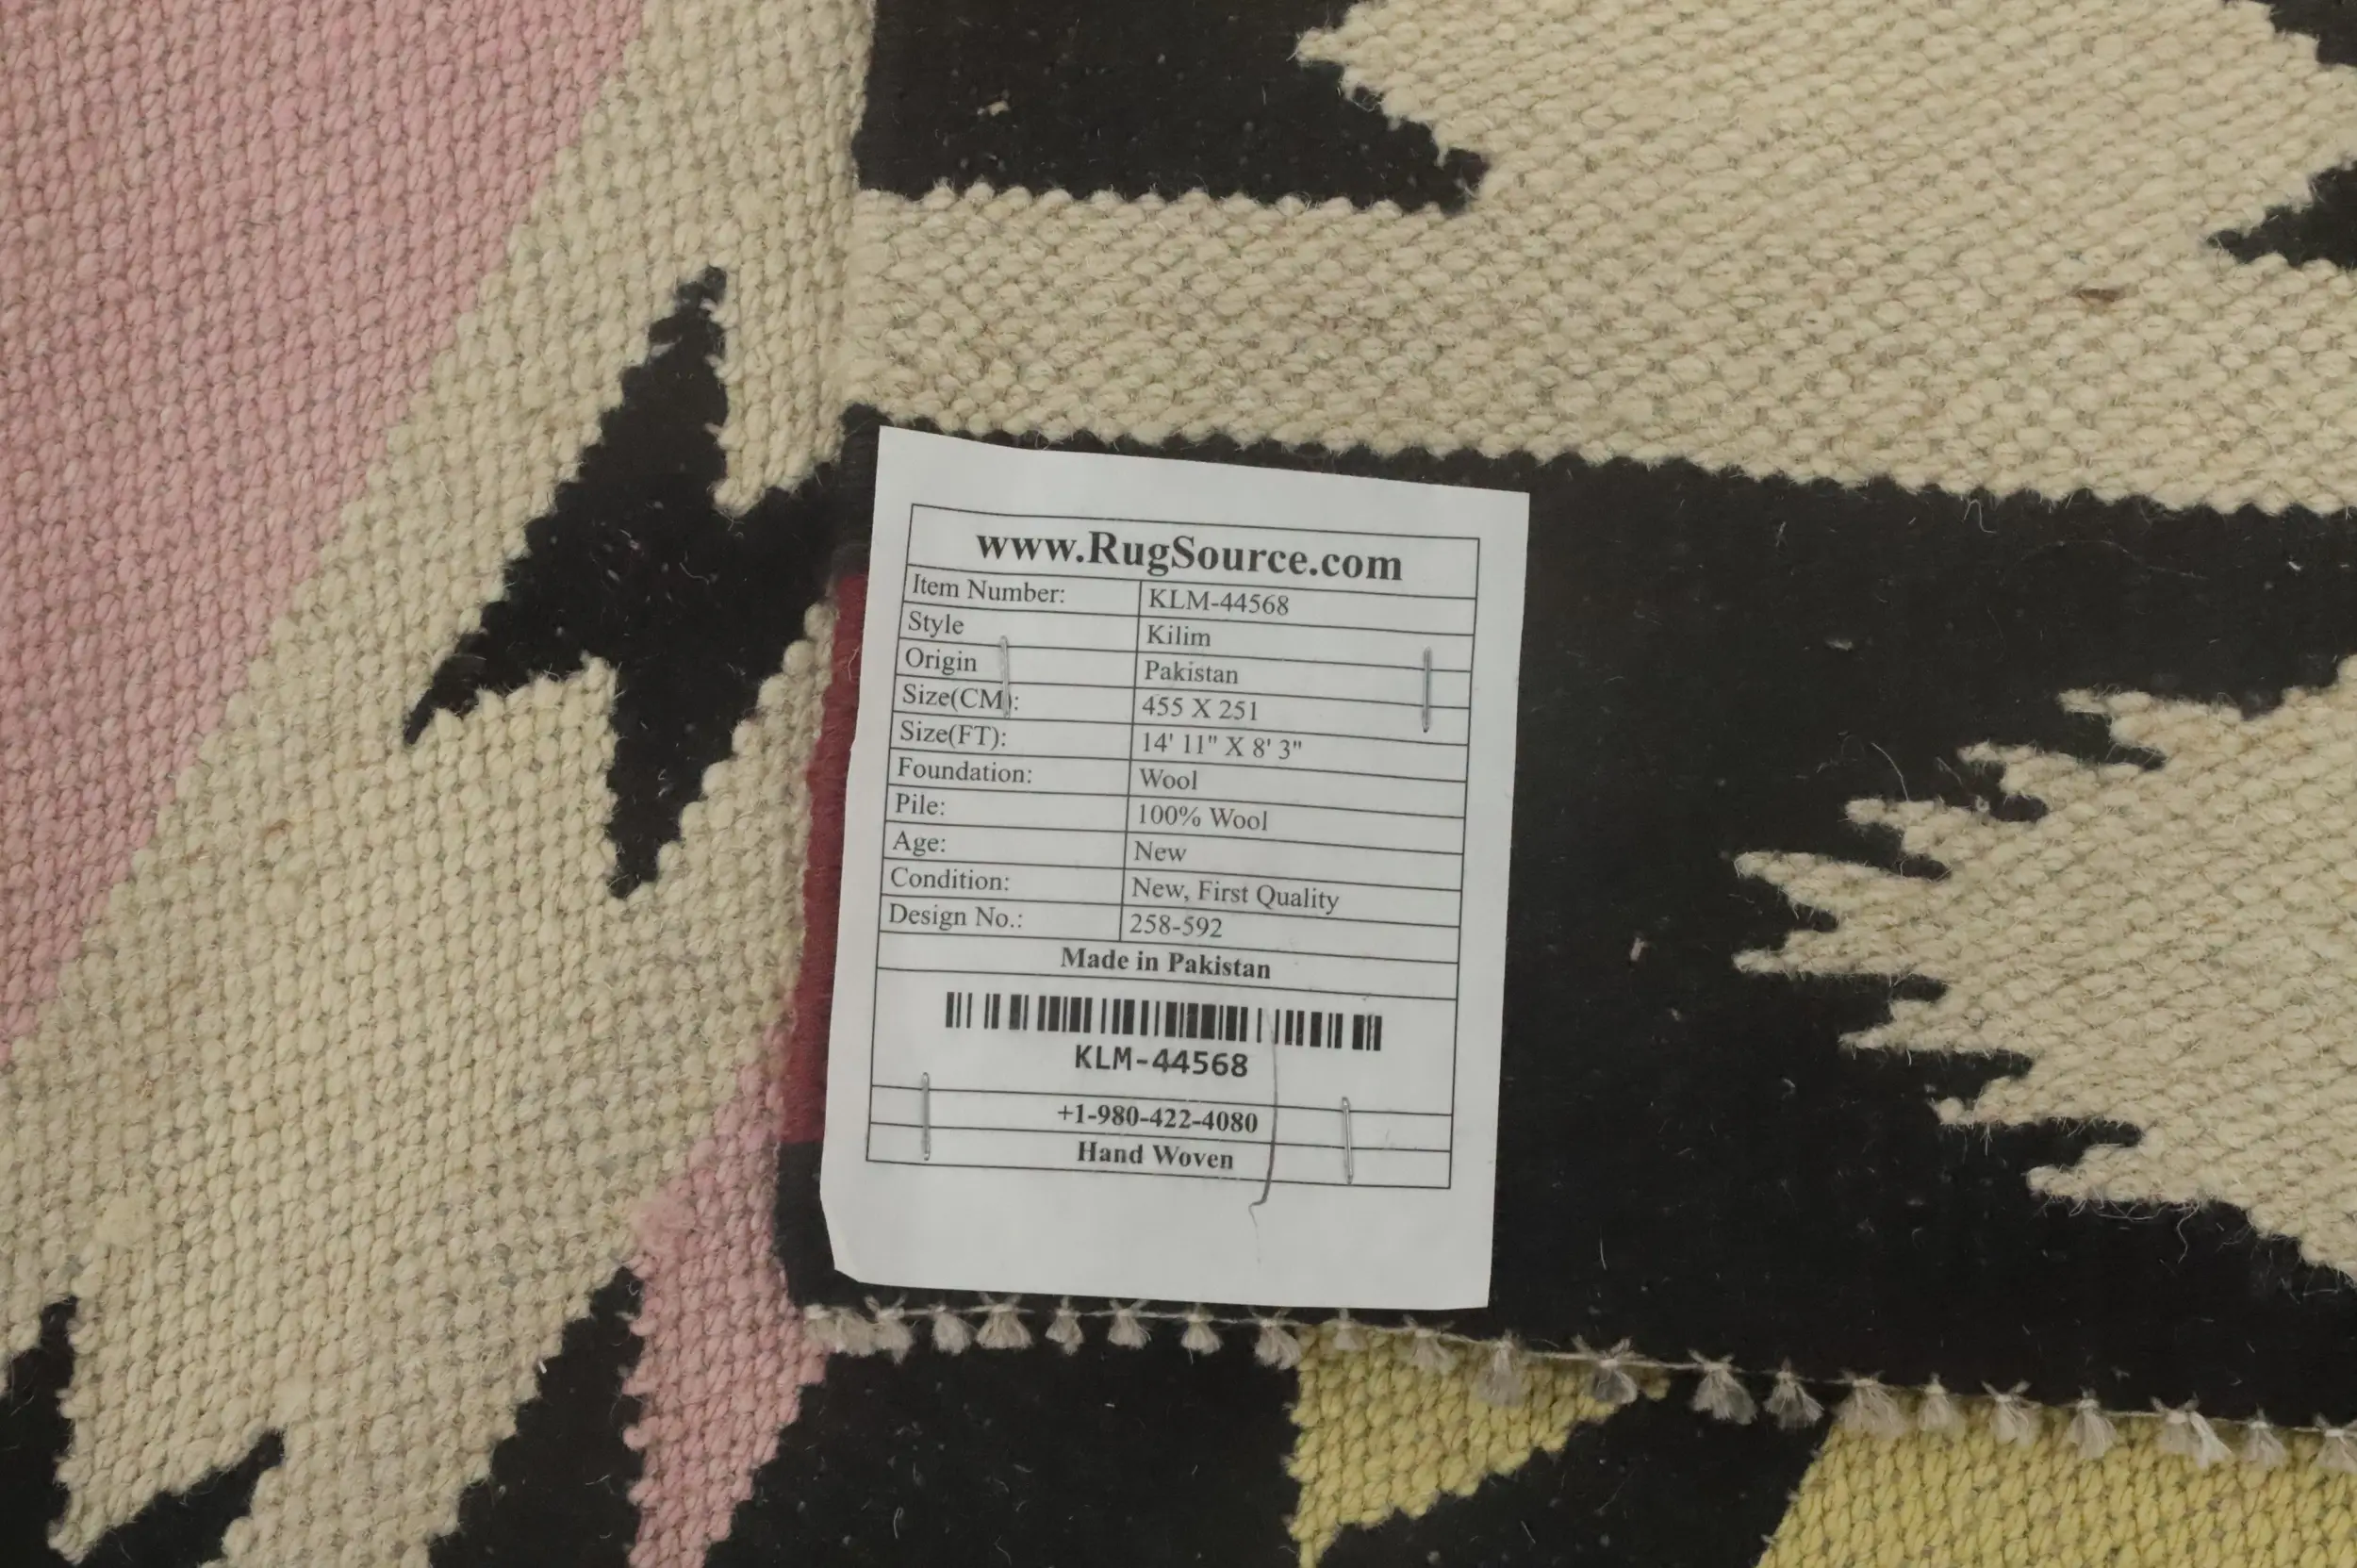 www.RugSource.com
Item Number: KLM-44568
Style Kilim
Origin Pakistan
Size(CM): 455 X 251
Size(FT): 14' 11" X 8' 3"
Foundation: Wool
Pile: 100% Wool
Age: New
Condition: New, First Quality
Design No.: 258-592
Made in Pakistan
KLM-44568
+1-980-422-4080
Hand Woven